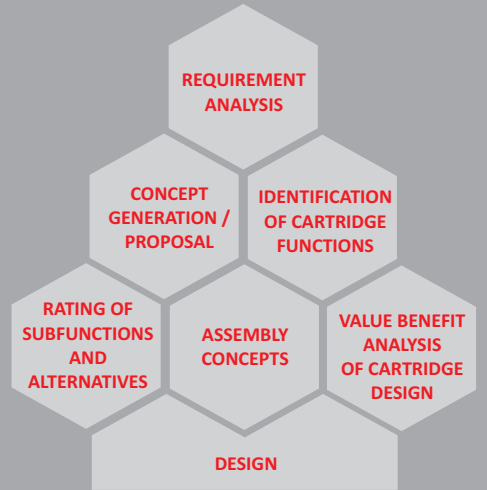 REQUIREMENT
ANALYSIS
CONCEPT
GENERATION /
PROPOSAL
IDENTIFICATION
OF CARTRIDGE
FUNCTIONS
RATING OF
SUBFUNCTIONS
AND
ALTERNATIVES
ASSEMBLY
CONCEPTS
VALUE BENEFIT
ANALYSIS
OF CARTRIDGE
DESIGN
DESIGN